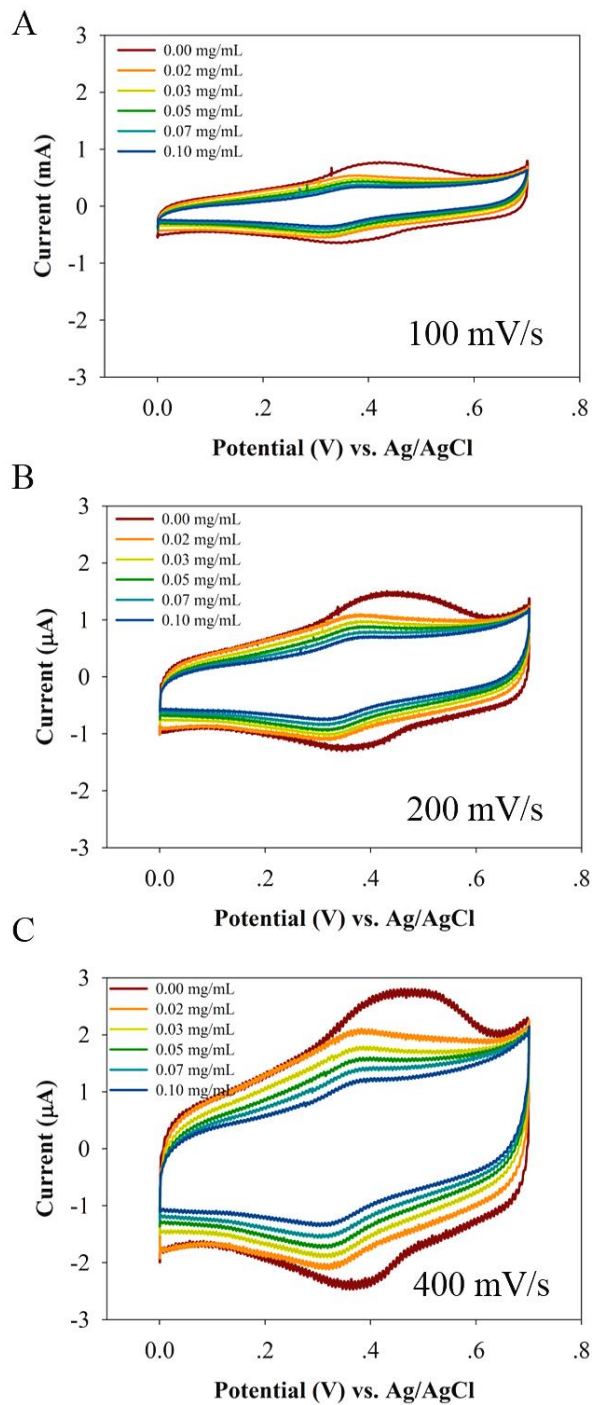 A
3
2
1
0
-1
-2
-3
Current (mA)
0.00 mg/mL
0.02 mg/mL
0.03 mg/mL
0.05 mg/mL
0.07 mg/mL
0.10 mg/mL
100 mV/s
0.0 .2 .4 .6 .8
Potential (V) vs. Ag/AgCl
B
3
2
1
0
-1
-2
-3
Current (μA)
0.00 mg/mL
0.02 mg/mL
0.03 mg/mL
0.05 mg/mL
0.07 mg/mL
0.10 mg/mL
200 mV/s
0.0 .2 .4 .6 .8
Potential (V) vs. Ag/AgCl
C
3
2
1
0
-1
-2
-3
Current (μA)
0.00 mg/mL
0.02 mg/mL
0.03 mg/mL
0.05 mg/mL
0.07 mg/mL
0.10 mg/mL
400 mV/s
0.0 .2 .4 .6 .8
Potential (V) vs. Ag/AgCl